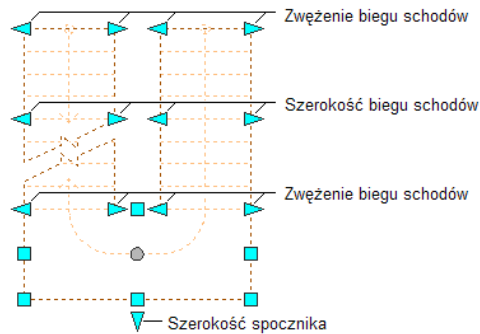 Zwężenie biegu schodów
Szerokość biegu schodów
Zwężenie biegu schodów
Szerokość spocznika